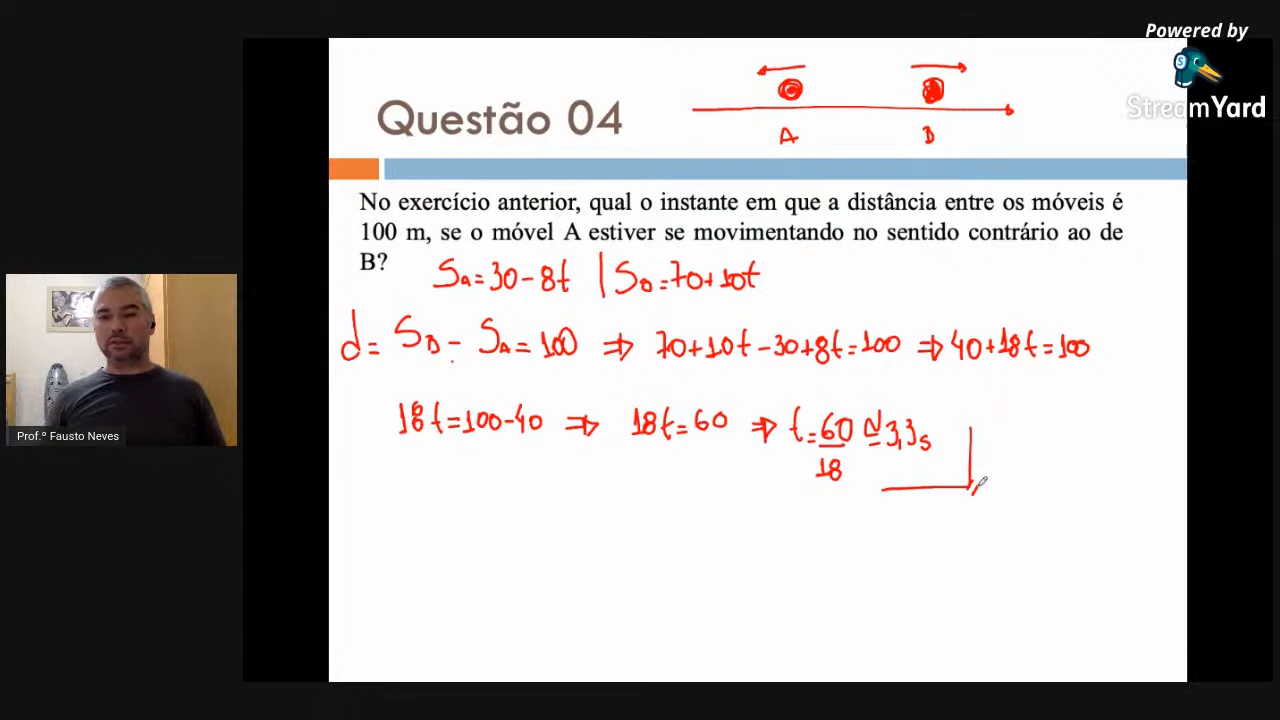 Powered by
StreamYard
Questão 04
A
B
No exercício anterior, qual o instante em que a distância entre os móveis é
100 m, se o móvel A estiver se movimentando no sentido contrário ao de
B?
SA = 30 - 8t | SB = 70 + 10t
d = SB - SA = 100 ⇒ 70 + 10t - 30 + 8t = 100 ⇒ 40 + 18t = 100
18t = 100 - 40 ⇒ 18t = 60 ⇒ t = 60/18 ≅ 3,3s
Prof.º Fausto Neves